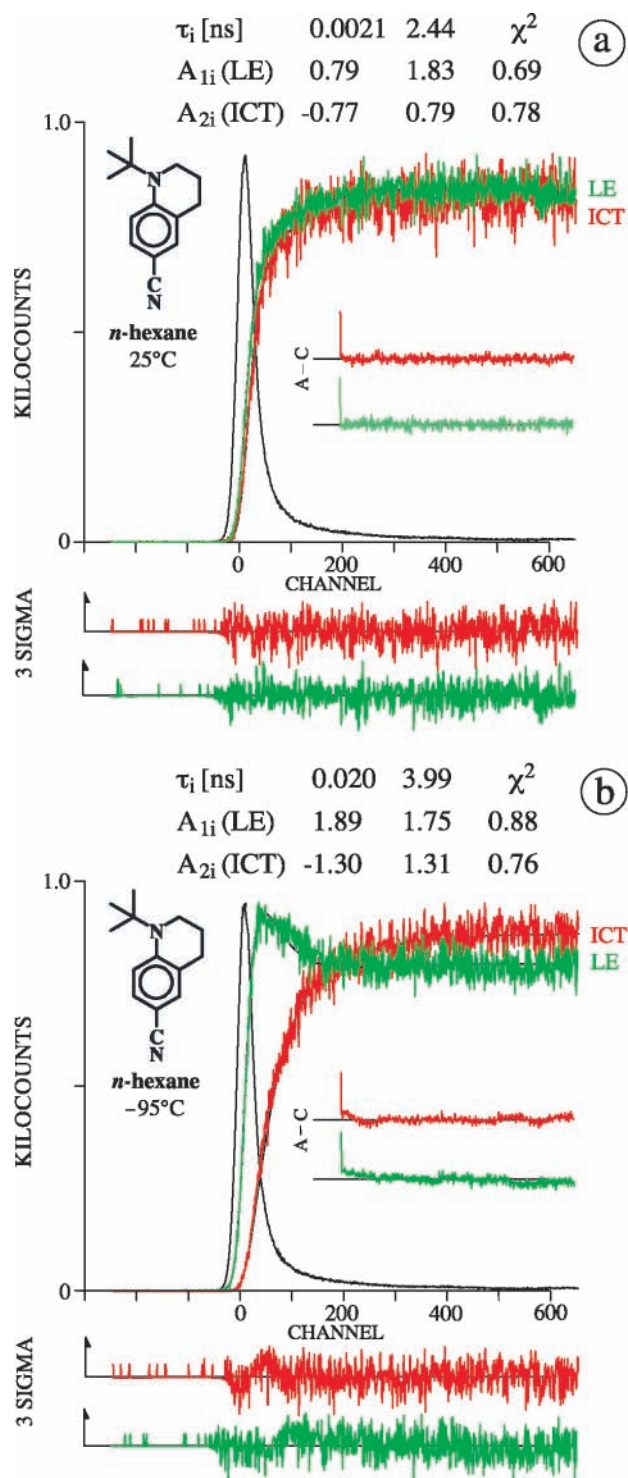 τi [ns] 0.0021 2.44 χ²
a
A1i (LE) 0.79 1.83 0.69
A2i (ICT) -0.77 0.79 0.78
1.0
N
C
N
n-hexane
25°C
LE
ICT
KILOCOUNTS
A – C
0
0 200 400 600
CHANNEL
3 SIGMA
τi [ns] 0.020 3.99 χ²
b
A1i (LE) 1.89 1.75 0.88
A2i (ICT) -1.30 1.31 0.76
1.0
N
C
N
n-hexane
–95°C
ICT
LE
KILOCOUNTS
A – C
0
0 200 400 600
CHANNEL
3 SIGMA